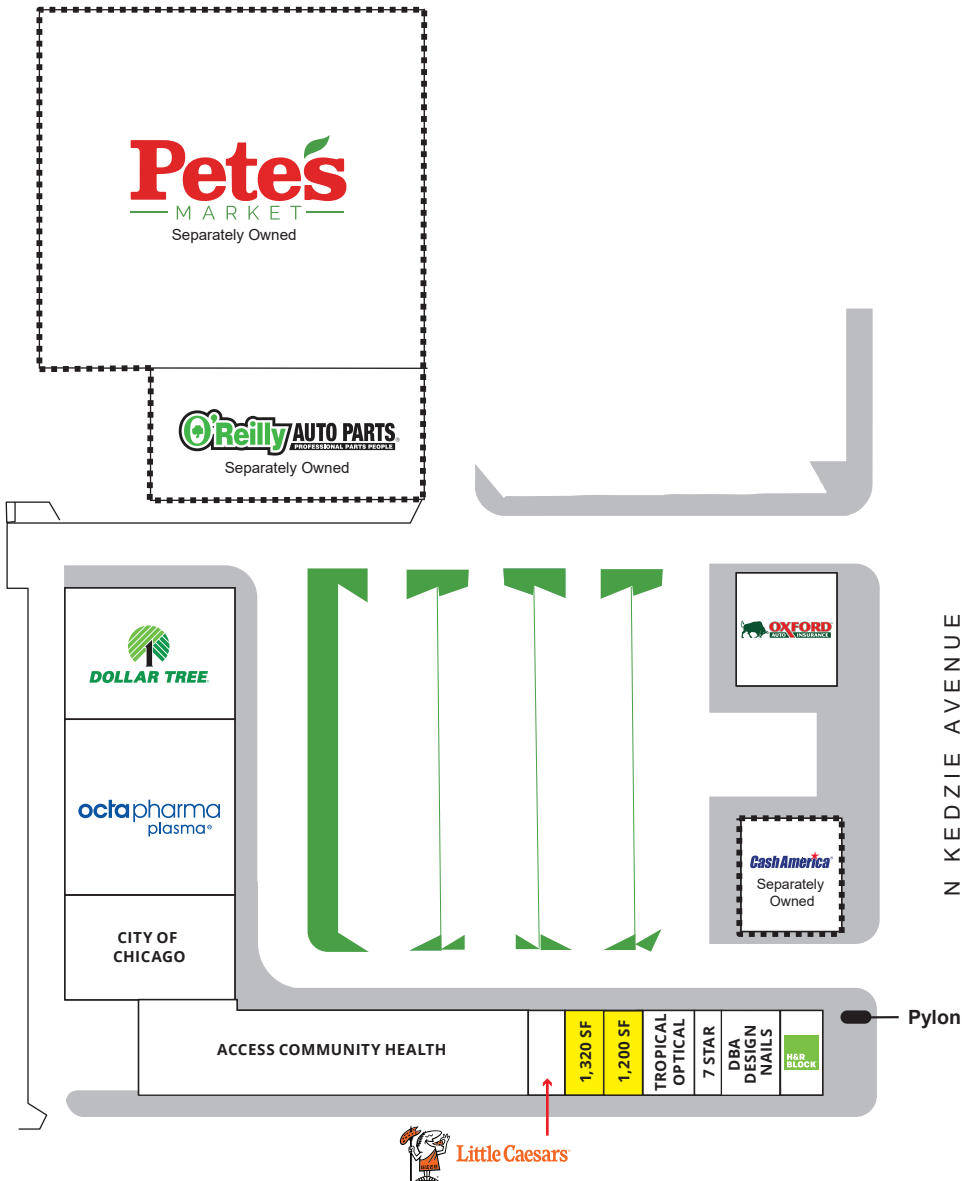 Pete's
MARKET
Separately Owned
O'Reilly AUTO PARTS
PROFESSIONAL PARTS PEOPLE
Separately Owned
DOLLAR TREE
OXFORD
AUTO INSURANCE
N KEDZIE AVENUE
octapharma
plasma®
CashAmerica
Separately
Owned
CITY OF
CHICAGO
Pylon
ACCESS COMMUNITY HEALTH
1,320 SF
1,200 SF
TROPICAL
OPTICAL
7 STAR
DBA
DESIGN
NAILS
H&R
BLOCK
Little Caesars